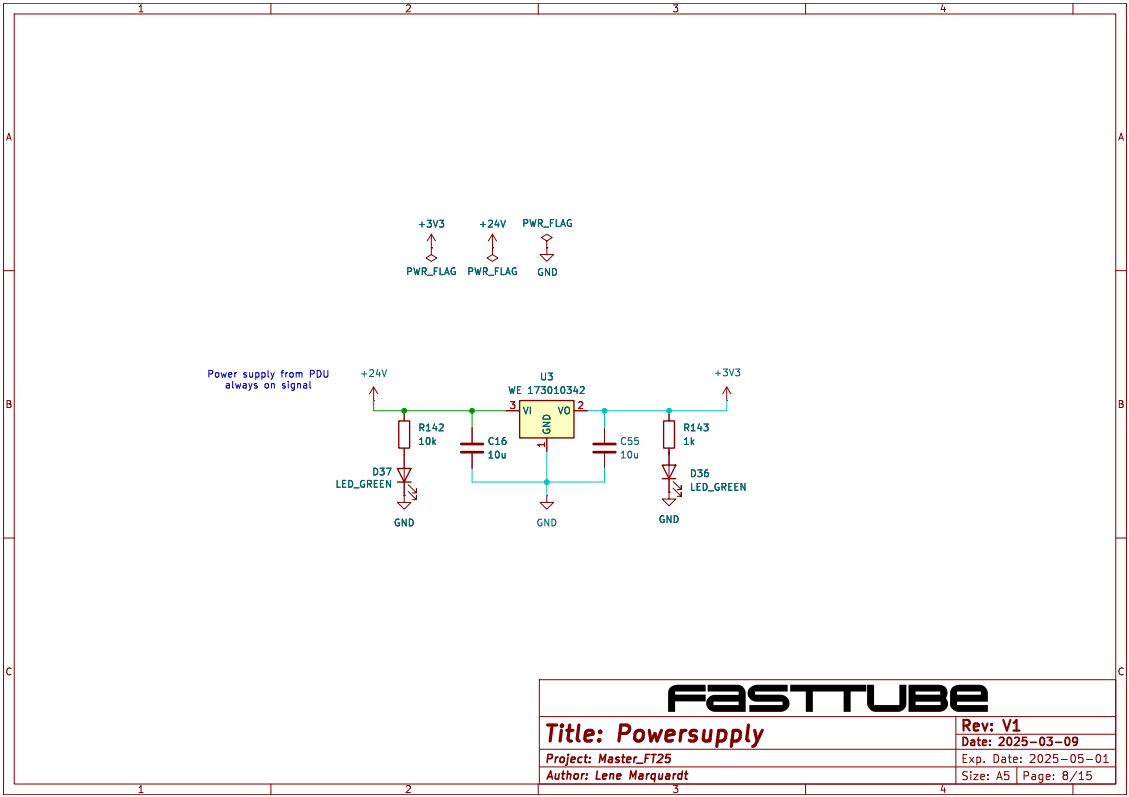 1 2 3 4
A A
+3V3 +24V PWR_FLAG
PWR_FLAG PWR_FLAG GND
Power supply from PDU
always on signal
+24V
U3
WE 173010342
+3V3
B B
3 VI VO 2
GND
1
R142
10k
C16
10u
C55
10u
R143
1k
D37
LED_GREEN
D36
LED_GREEN
GND
GND
GND
C C
FASTTUBE
Title: Powersupply
Rev: V1
Date: 2025-03-09
Project: Master_FT25
Exp. Date: 2025-05-01
Author: Lene Marquardt
Size: A5 Page: 8/15
1 2 3 4